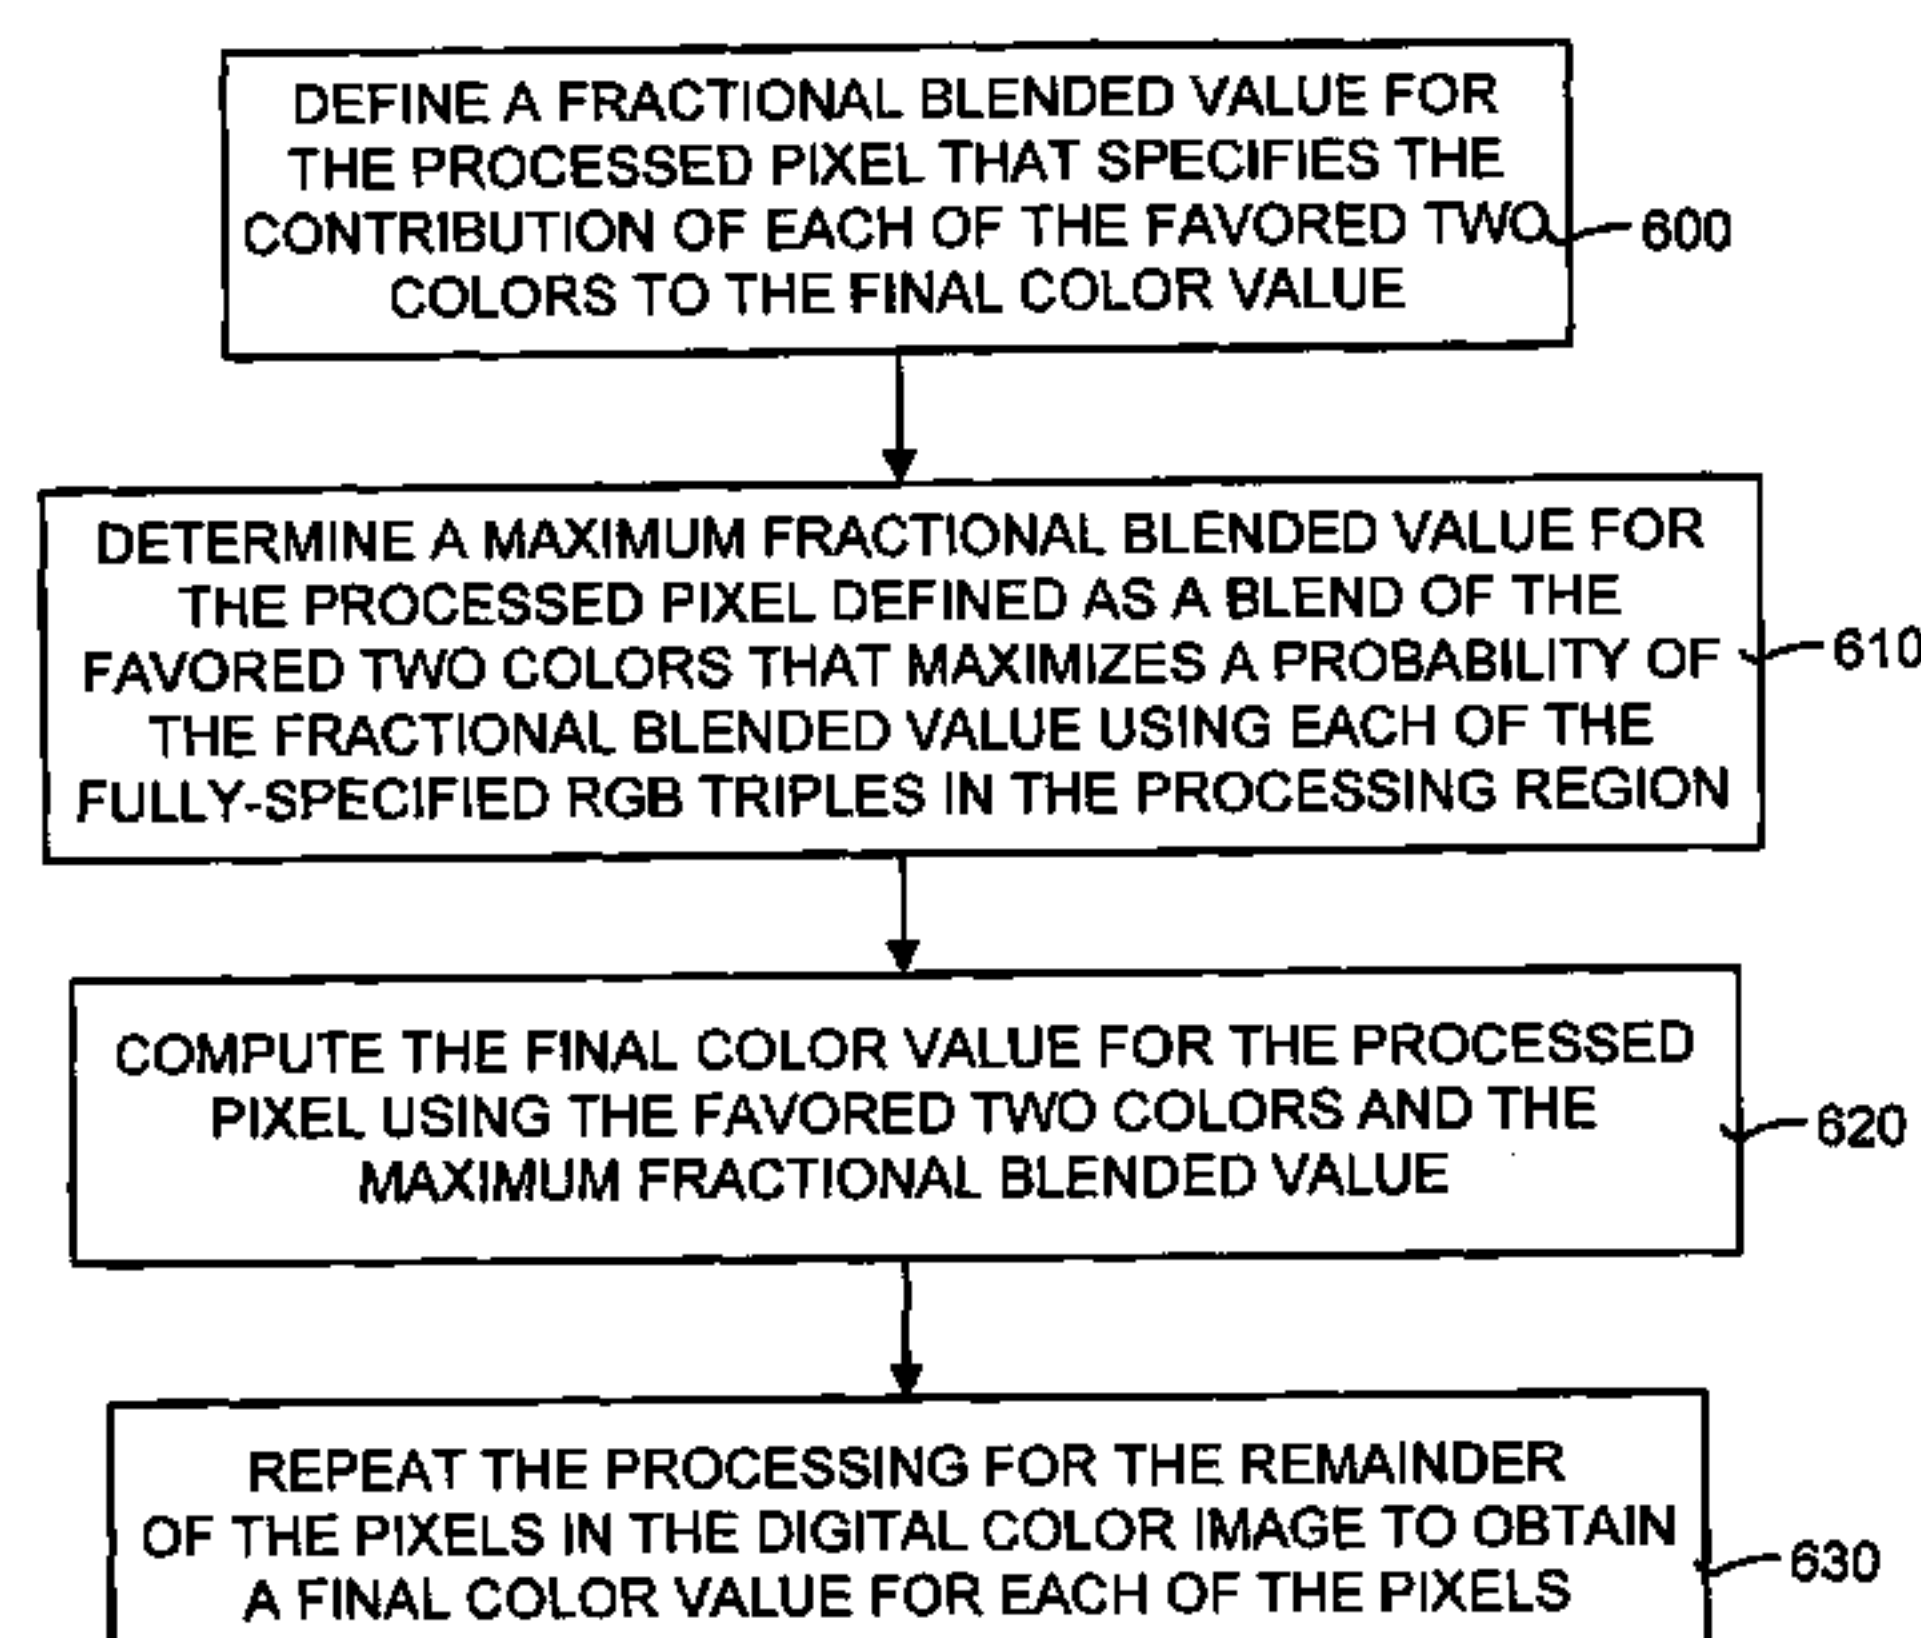 DEFINE A FRACTIONAL BLENDED VALUE FOR
THE PROCESSED PIXEL THAT SPECIFIES THE
CONTRIBUTION OF EACH OF THE FAVORED TWO
COLORS TO THE FINAL COLOR VALUE
600
DETERMINE A MAXIMUM FRACTIONAL BLENDED VALUE FOR
THE PROCESSED PIXEL DEFINED AS A BLEND OF THE
FAVORED TWO COLORS THAT MAXIMIZES A PROBABILITY OF
THE FRACTIONAL BLENDED VALUE USING EACH OF THE
FULLY-SPECIFIED RGB TRIPLES IN THE PROCESSING REGION
610
COMPUTE THE FINAL COLOR VALUE FOR THE PROCESSED
PIXEL USING THE FAVORED TWO COLORS AND THE
MAXIMUM FRACTIONAL BLENDED VALUE
620
REPEAT THE PROCESSING FOR THE REMAINDER
OF THE PIXELS IN THE DIGITAL COLOR IMAGE TO OBTAIN
A FINAL COLOR VALUE FOR EACH OF THE PIXELS
630